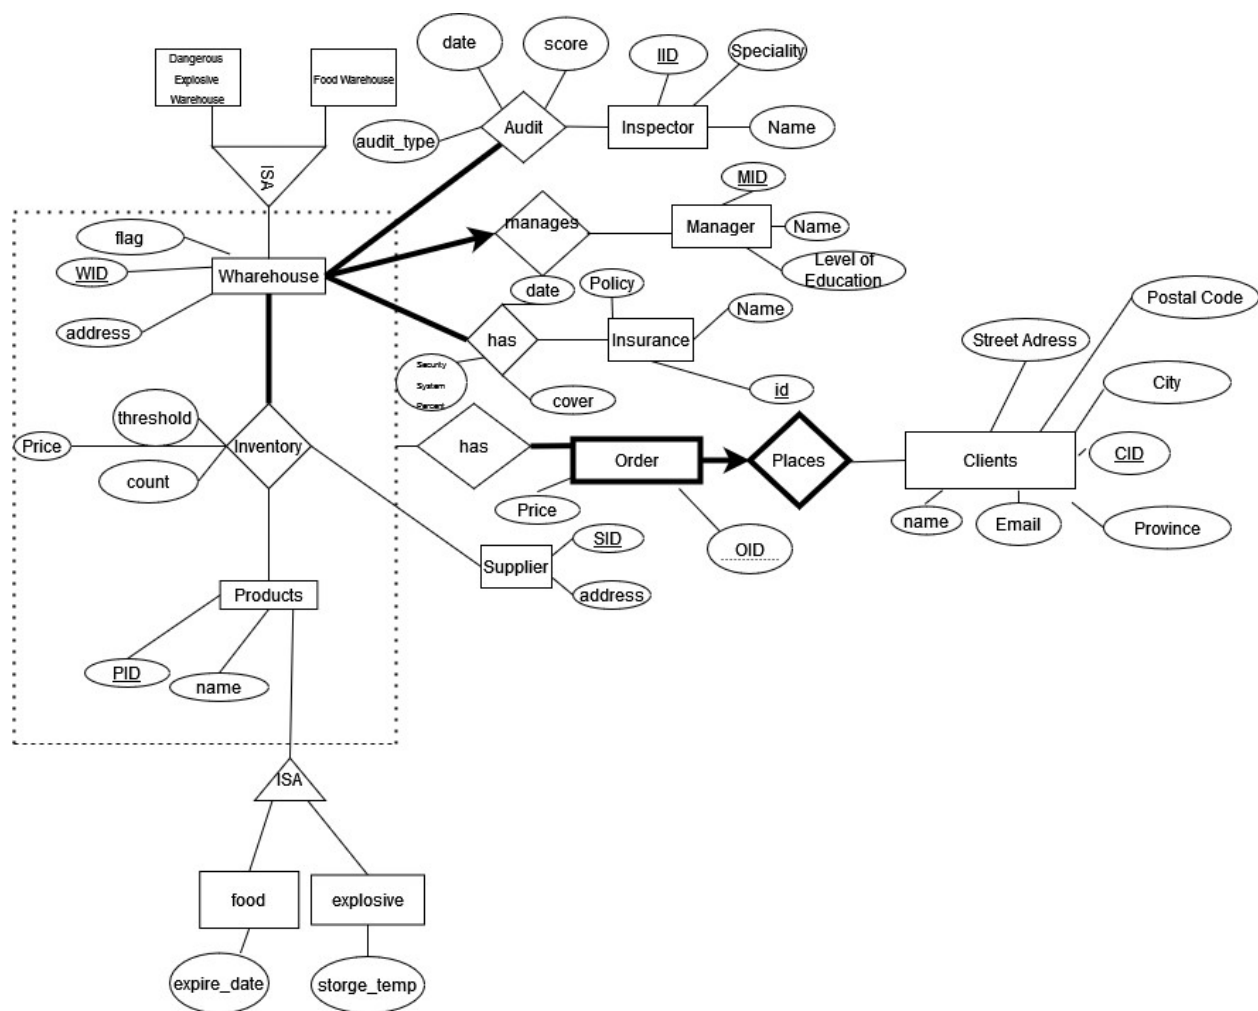 Dangerous
Explosive
Warehouse
Food Warehouse
ISA
date
score
IID
Speciality
audit_type
Audit
Inspector
Name
MID
manages
Manager
Name
Level of
Education
flag
WID
Wharehouse
address
date
Policy
Name
has
Insurance
Security
System
Percent
cover
id
Postal Code
Street Adress
City
CID
Clients
name
Email
Province
threshold
Price
Inventory
count
has
Order
Places
Price
OID
SID
Supplier
address
Products
PID
name
ISA
food
explosive
expire_date
storge_temp